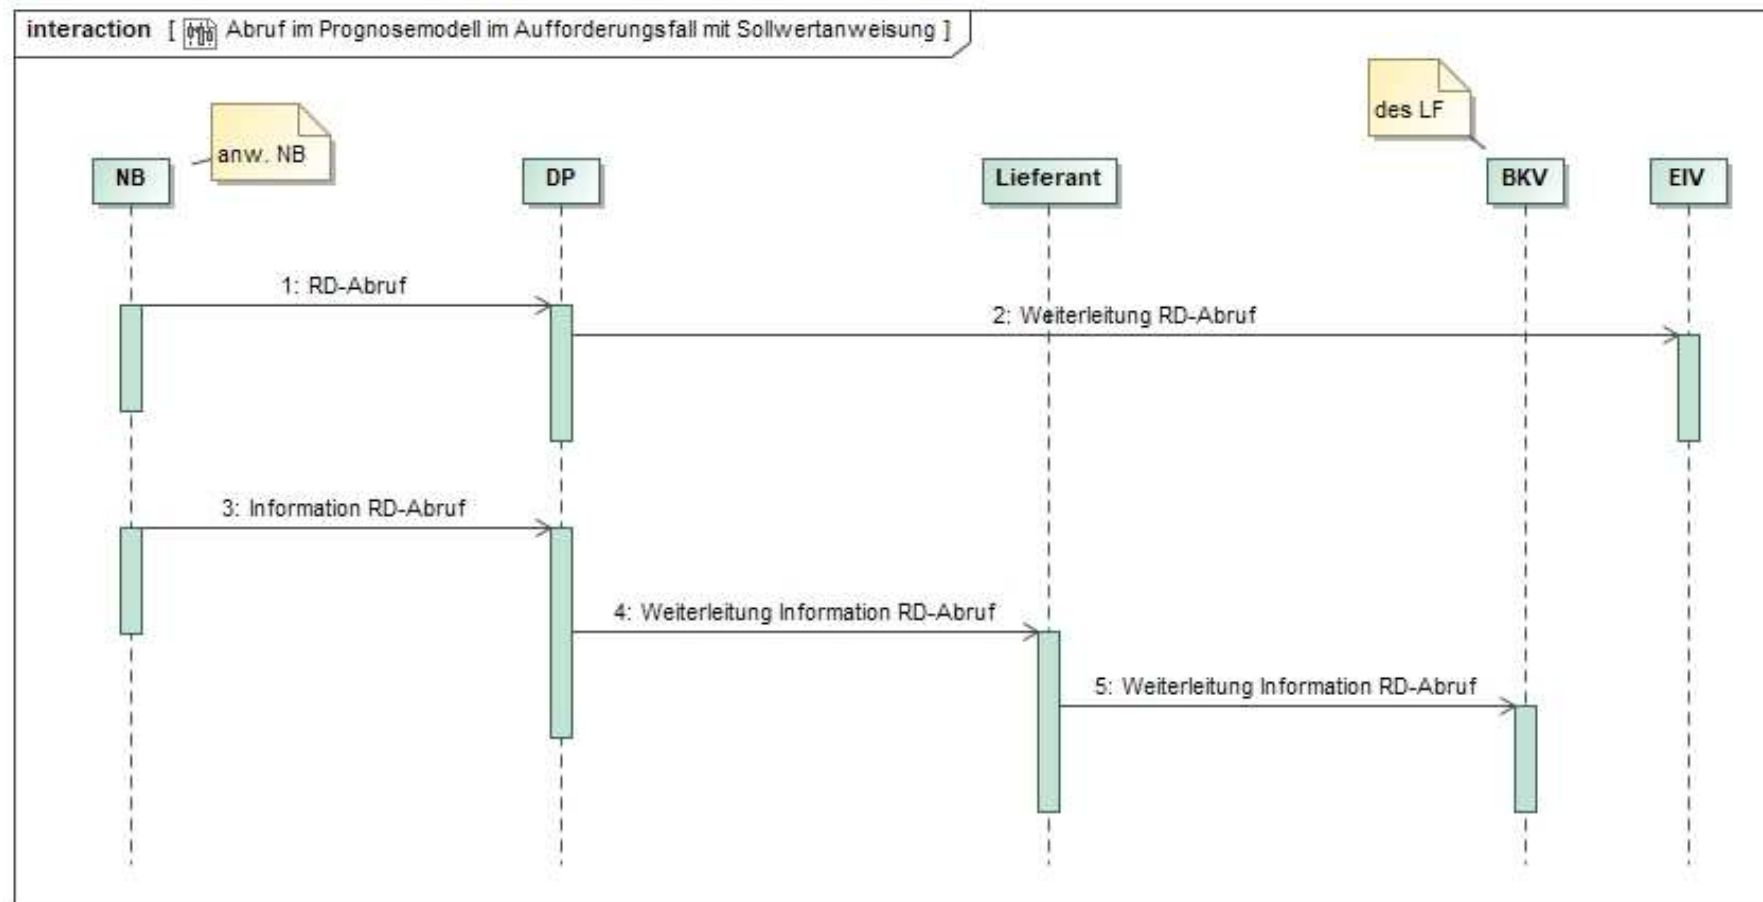 interaction [ Abruf im Prognosemodell im Aufforderungsfall mit Sollwertanweisung ]
des LF
anw. NB
NB
DP
Lieferant
BKV
EIV
1: RD-Abruf
2: Weiterleitung RD-Abruf
3: Information RD-Abruf
4: Weiterleitung Information RD-Abruf
5: Weiterleitung Information RD-Abruf